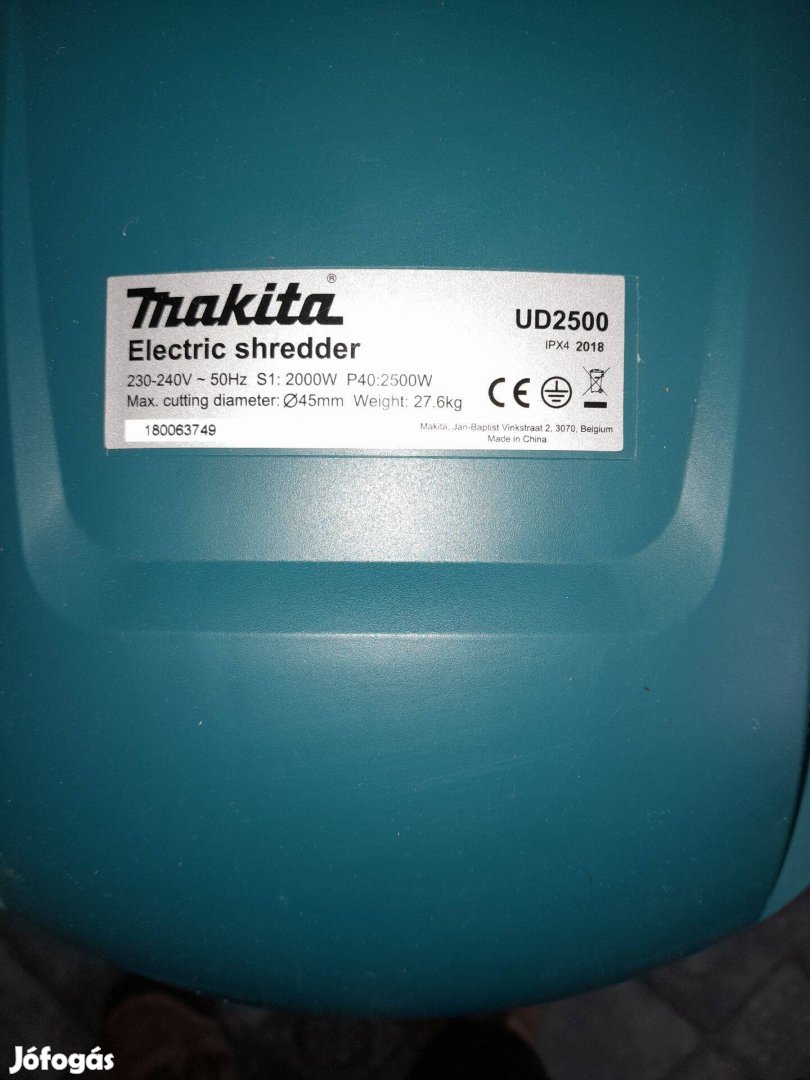 Makita®
UD2500
Electric shredder
IPX4 2018
230-240V ~ 50Hz S1: 2000W P40:2500W
Max. cutting diameter: Ø45mm Weight: 27.6kg
CE
180063749
Makita, Jan-Baptist Vinkstraat 2, 3070, Belgium
Made in China
Jófogás